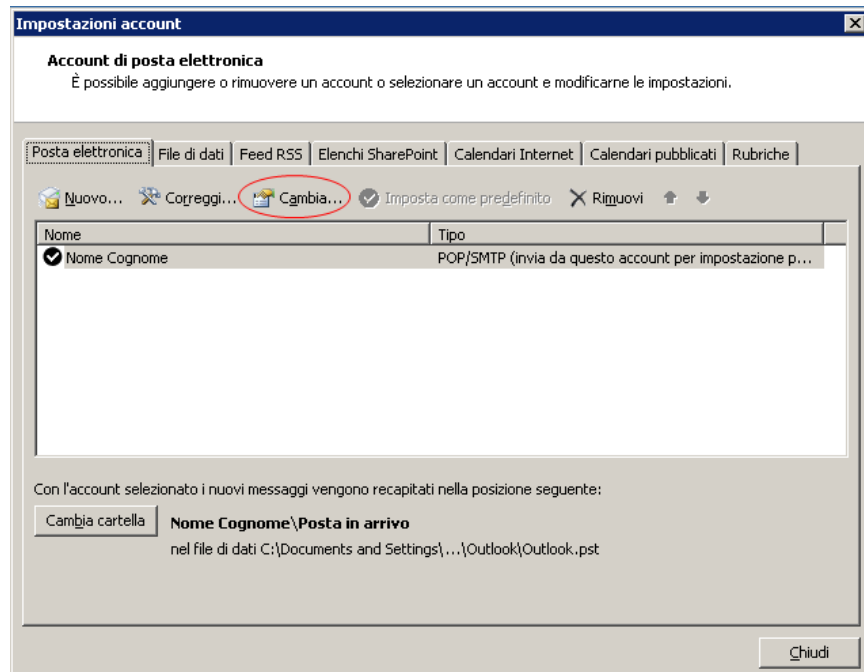 Impostazioni account
Account di posta elettronica
È possibile aggiungere o rimuovere un account o selezionare un account e modificarne le impostazioni.
Posta elettronica File di dati Feed RSS Elenchi SharePoint Calendari Internet Calendari pubblicati Rubriche
Nuovo... Correggi... Cambia... Imposta come predefinito Rimuovi
Nome Tipo
Nome Cognome POP/SMTP (invia da questo account per impostazione p...
Con l'account selezionato i nuovi messaggi vengono recapitati nella posizione seguente:
Cambia cartella Nome Cognome\Posta in arrivo
nel file di dati C:\Documents and Settings\...\Outlook\Outlook.pst
Chiudi